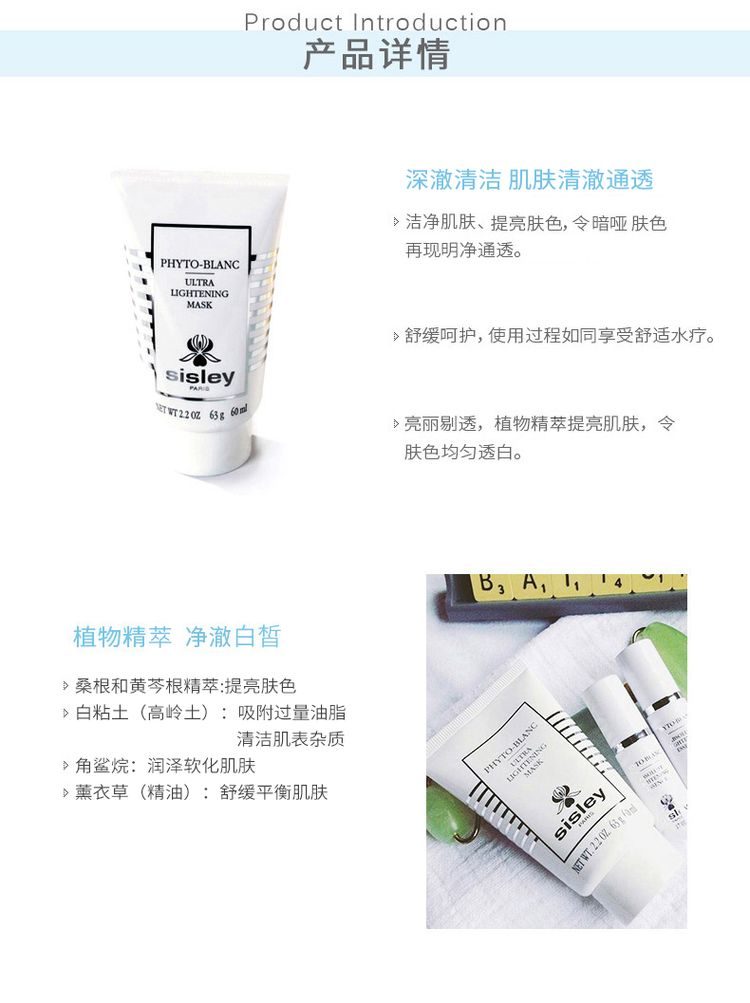 Product Introduction
产品详情
深澈清洁 肌肤清澈通透
洁净肌肤、提亮肤色，令暗哑 肤色
再现明净通透。
舒缓呵护，使用过程如同享受舒适水疗。
亮丽剔透，植物精萃提亮肌肤，令
肤色均匀透白。
PHYTO-BLANC
ULTRA
LIGHTENING
MASK
sisley
PARIS
NET WT 2.2 OZ 63 g 60 ml
植物精萃 净澈白皙
桑根和黄芩根精萃:提亮肤色
白粘土（高岭土）：吸附过量油脂
清洁肌表杂质
角鲨烷：润泽软化肌肤
薰衣草（精油）：舒缓平衡肌肤
B3 A1
PHYTO-BLANC
ULTRA
LIGHTENING
MASK
sisley
PARIS
NET WT. 2.2 OZ. 63 g 60 ml